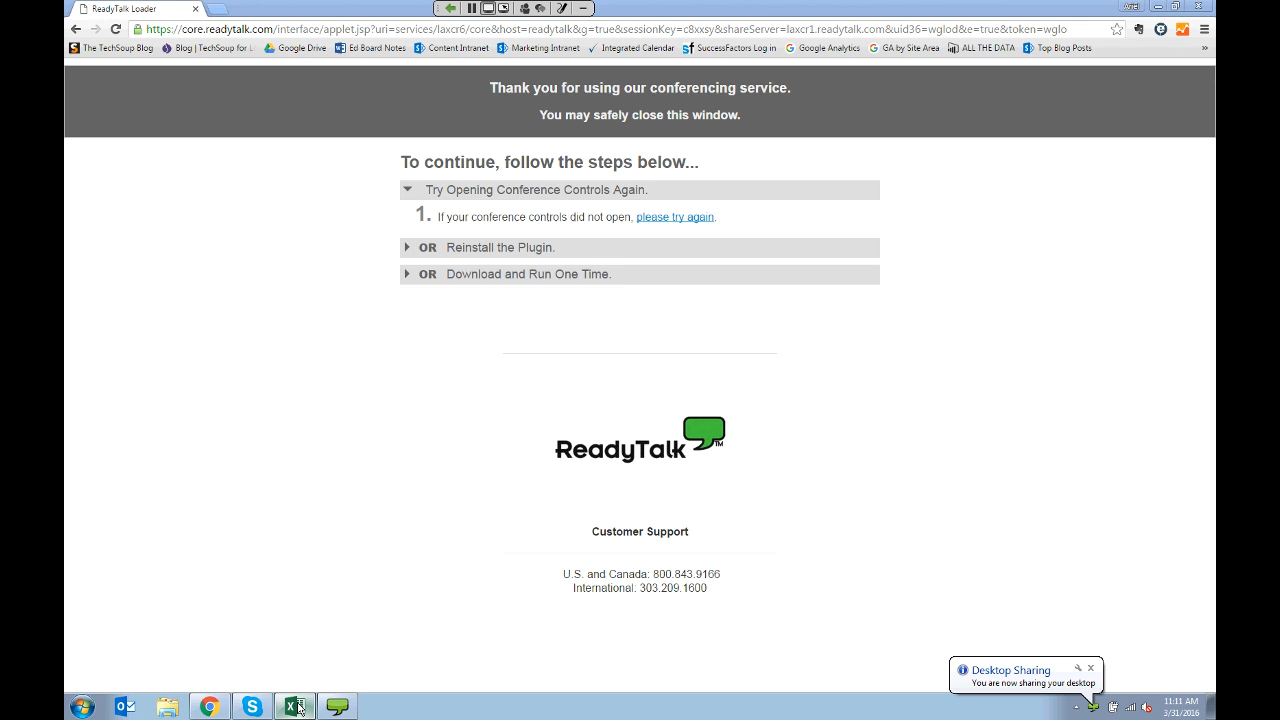 ReadyTalk Loader
Ariel
https://core.readytalk.com/interface/applet.jsp?uri=services/laxcr6/core&host=readytalk&g=true&sessionKey=c8xxsy&shareServer=laxcr1.readytalk.com&uid36=wglod&e=true&token=wglo
The TechSoup Blog
Blog | TechSoup for L
Google Drive
Ed Board Notes
Content Intranet
Marketing Intranet
Integrated Calendar
SuccessFactors Log in
Google Analytics
GA by Site Area
ALL THE DATA
Top Blog Posts
Thank you for using our conferencing service.
You may safely close this window.
To continue, follow the steps below...
Try Opening Conference Controls Again.
1. If your conference controls did not open, please try again.
OR Reinstall the Plugin.
OR Download and Run One Time.
ReadyTalk TM
Customer Support
U.S. and Canada: 800.843.9166
International: 303.209.1600
Desktop Sharing
You are now sharing your desktop
11:11 AM
3/31/2016